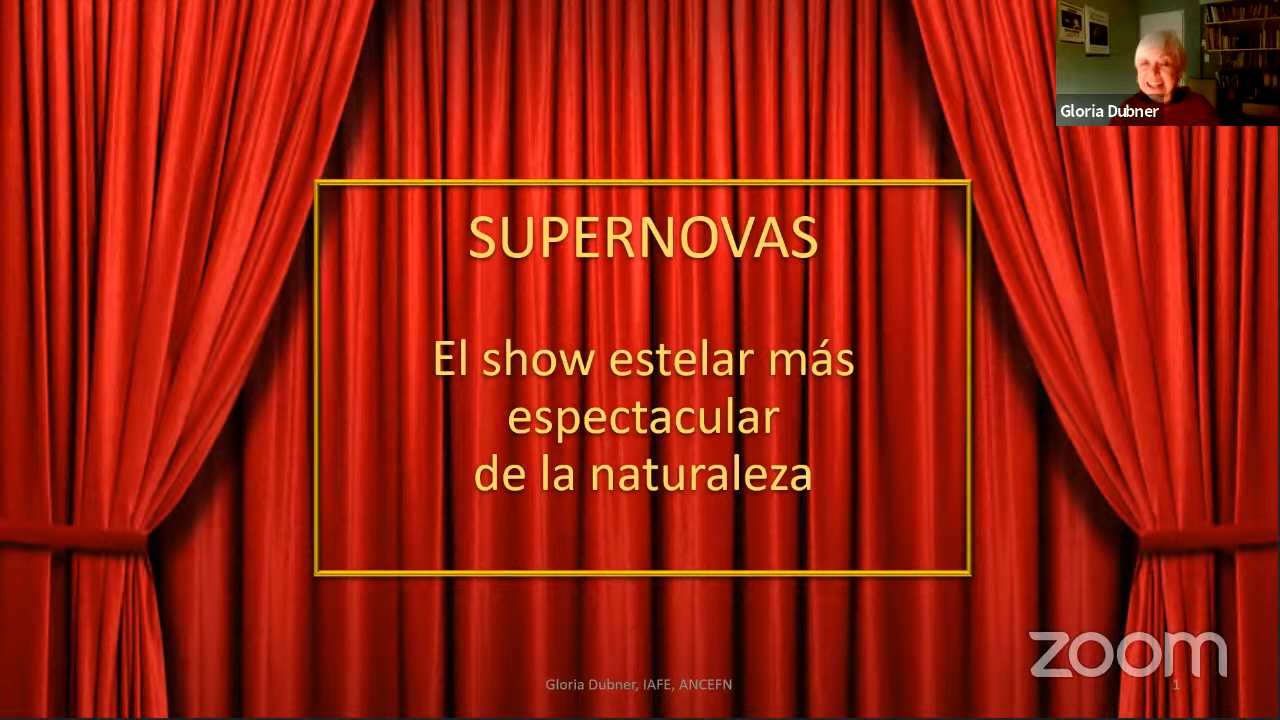 Gloria Dubner
SUPERNOVAS
El show estelar más
espectacular
de la naturaleza
zoom
Gloria Dubner, IAFE, ANCEFN
1